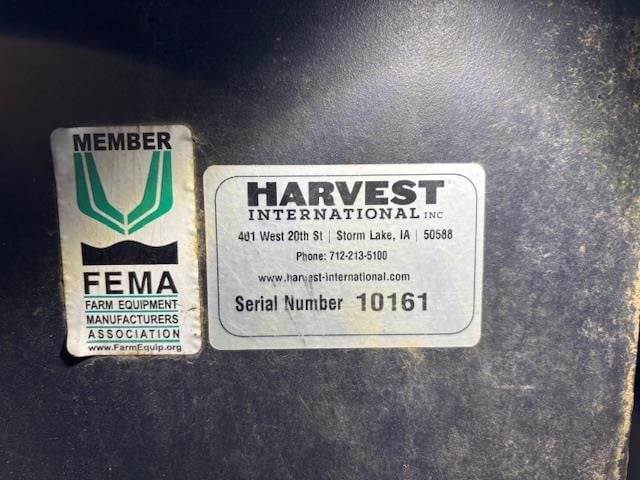 MEMBER
FEMA
FARM EQUIPMENT
MANUFACTURERS
ASSOCIATION
www.FarmEquip.org
HARVEST
INTERNATIONAL INC
401 West 20th St | Storm Lake, IA | 50588
Phone: 712-213-5100
www.harvest-international.com
Serial Number 10161